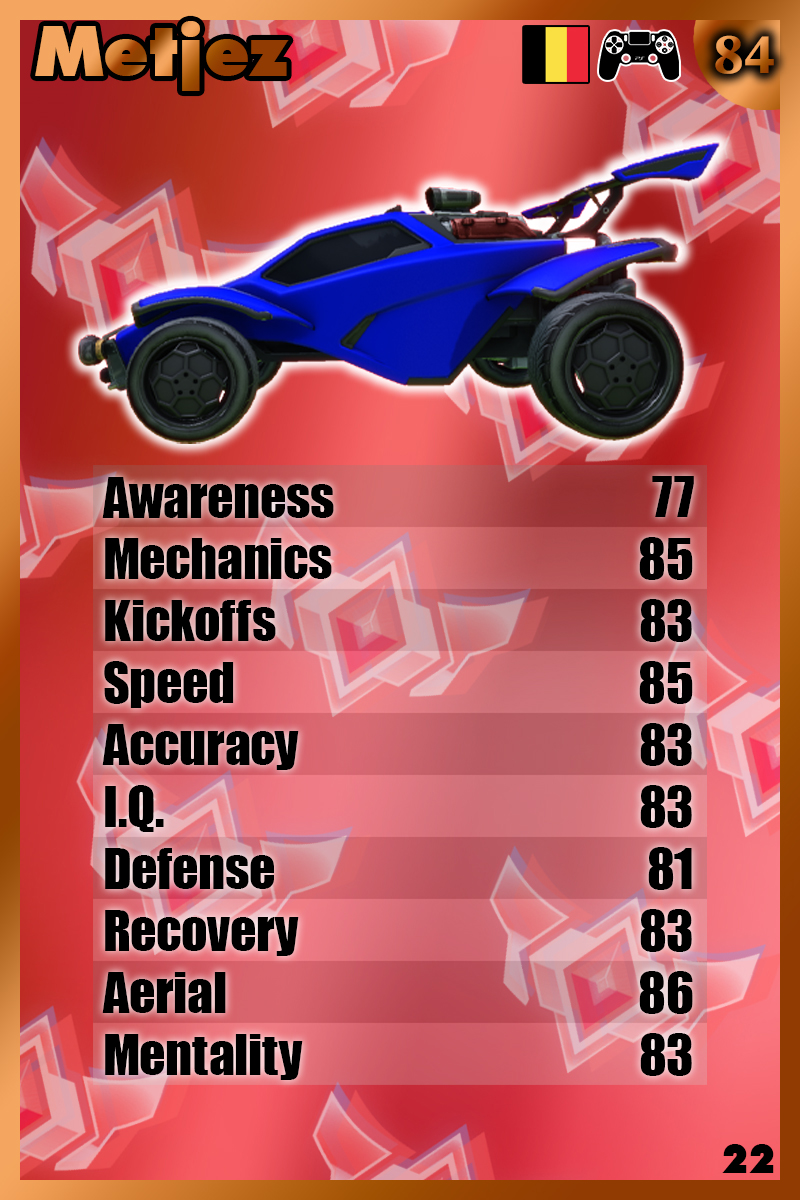 Metjez
84
Awareness 77
Mechanics 85
Kickoffs 83
Speed 85
Accuracy 83
I.Q. 83
Defense 81
Recovery 83
Aerial 86
Mentality 83
22